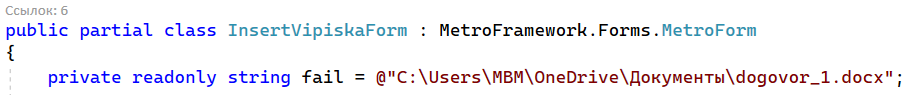 Ссылок: 6
public partial class InsertVipiskaForm : MetroFramework.Forms.MetroForm
{
private readonly string fail = @"C:\Users\MBM\OneDrive\Документы\dogovor_1.docx";